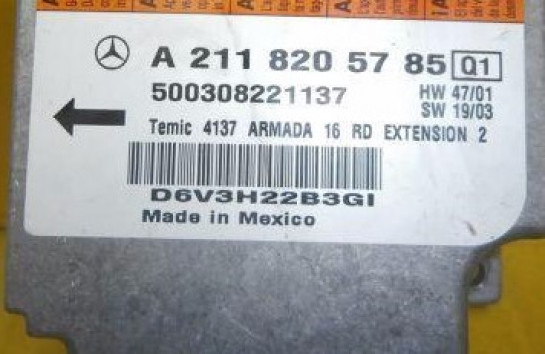 A 211 820 57 85 Q1
500308221137
HW 47/01
SW 19/03
Temic 4137 ARMADA 16 RD EXTENSION 2
D6V3H22B3GI
Made in Mexico